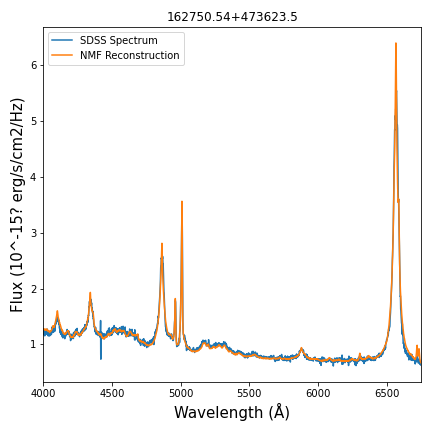 162750.54+473623.5
SDSS Spectrum
NMF Reconstruction
Flux (10^-15? erg/s/cm2/Hz)
6
5
4
3
2
1
4000 4500 5000 5500 6000 6500
Wavelength (Å)